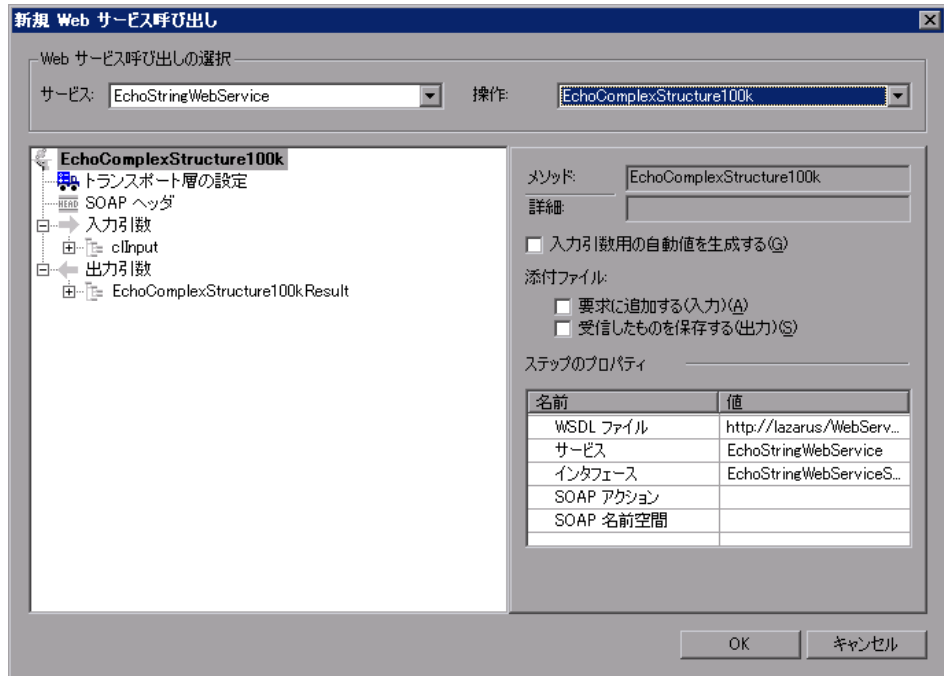 新規 Web サービス呼び出し
Web サービス呼び出しの選択
サービス: EchoStringWebService 操作: EchoComplexStructure100k
EchoComplexStructure100k
トランスポート層の設定
HEAD SOAP ヘッダ
入力引数
clInput
出力引数
EchoComplexStructure100kResult
メソッド: EchoComplexStructure100k
詳細:
入力引数用の自動値を生成する(G)
添付ファイル:
要求に追加する(入力)(A)
受信したものを保存する(出力)(S)
ステップのプロパティ
名前 値
WSDL ファイル http://lazarus/WebServ...
サービス EchoStringWebService
インタフェース EchoStringWebServiceS...
SOAP アクション
SOAP 名前空間
OK キャンセル